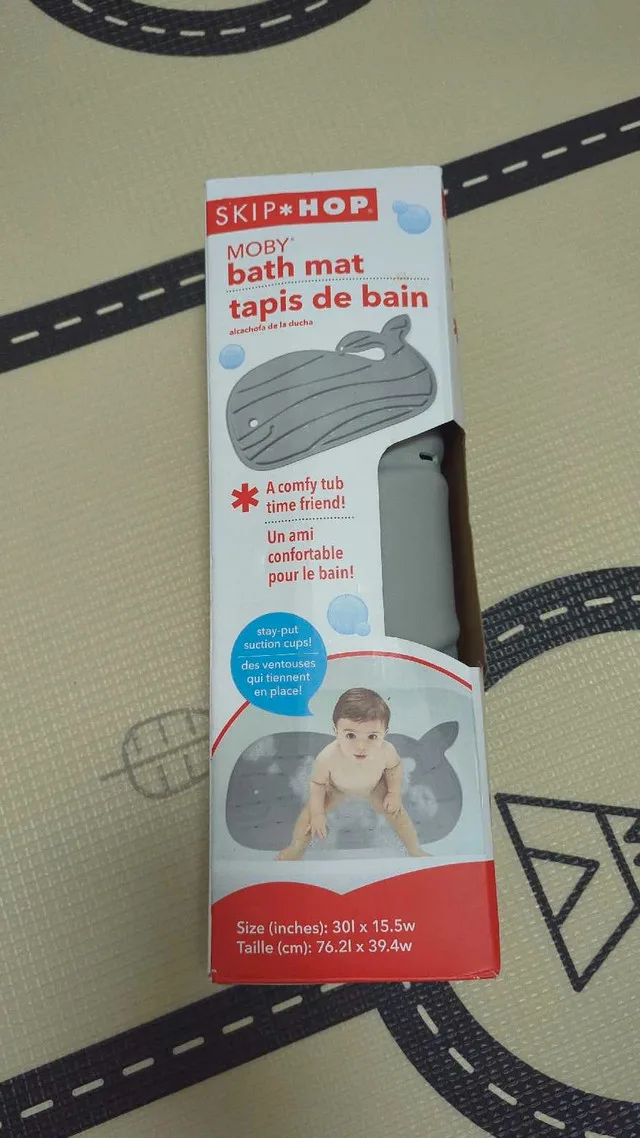 SKIP*HOP®
MOBY®
bath mat
tapis de bain
alcachofa de la ducha
* A comfy tub
time friend!
Un ami
confortable
pour le bain!
stay-put
suction cups!
des ventouses
qui tiennent
en place!
Size (inches): 30l x 15.5w
Taille (cm): 76.2l x 39.4w